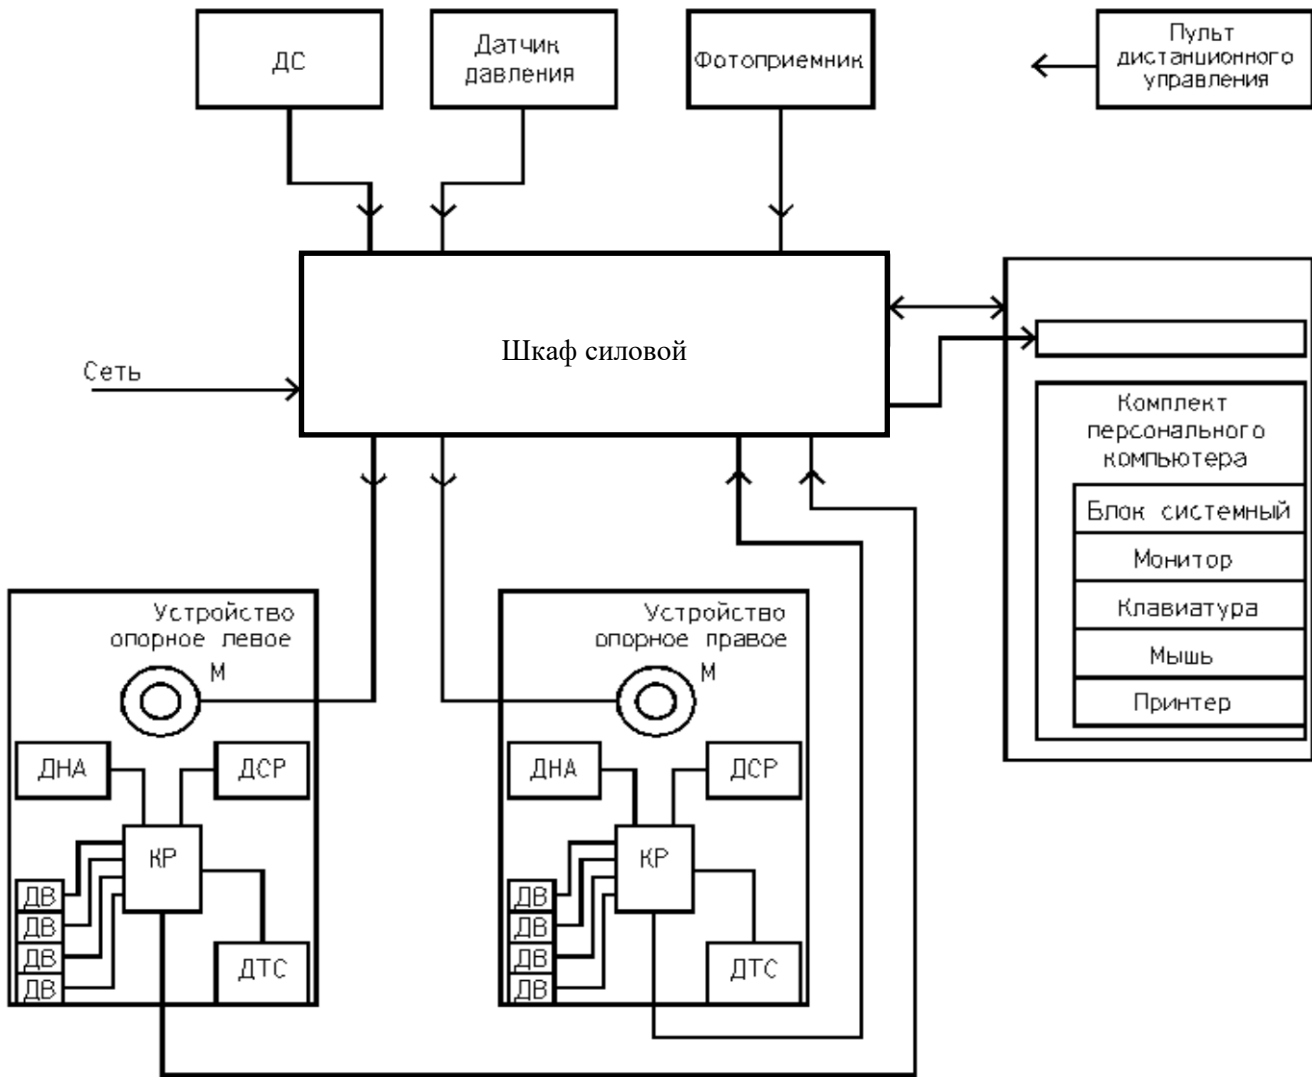 ДС
Датчик
давления
Фотоприемник
Пульт
дистанционного
управления
Шкаф силовой
Сеть
Комплект
персонального
компьютера
Блок системный
Монитор
Клавиатура
Мышь
Принтер
Устройство
опорное левое
М
ДНА
ДСР
КР
ДВ
ДВ
ДВ
ДВ
ДТС
Устройство
опорное правое
М
ДНА
ДСР
КР
ДВ
ДВ
ДВ
ДВ
ДТС